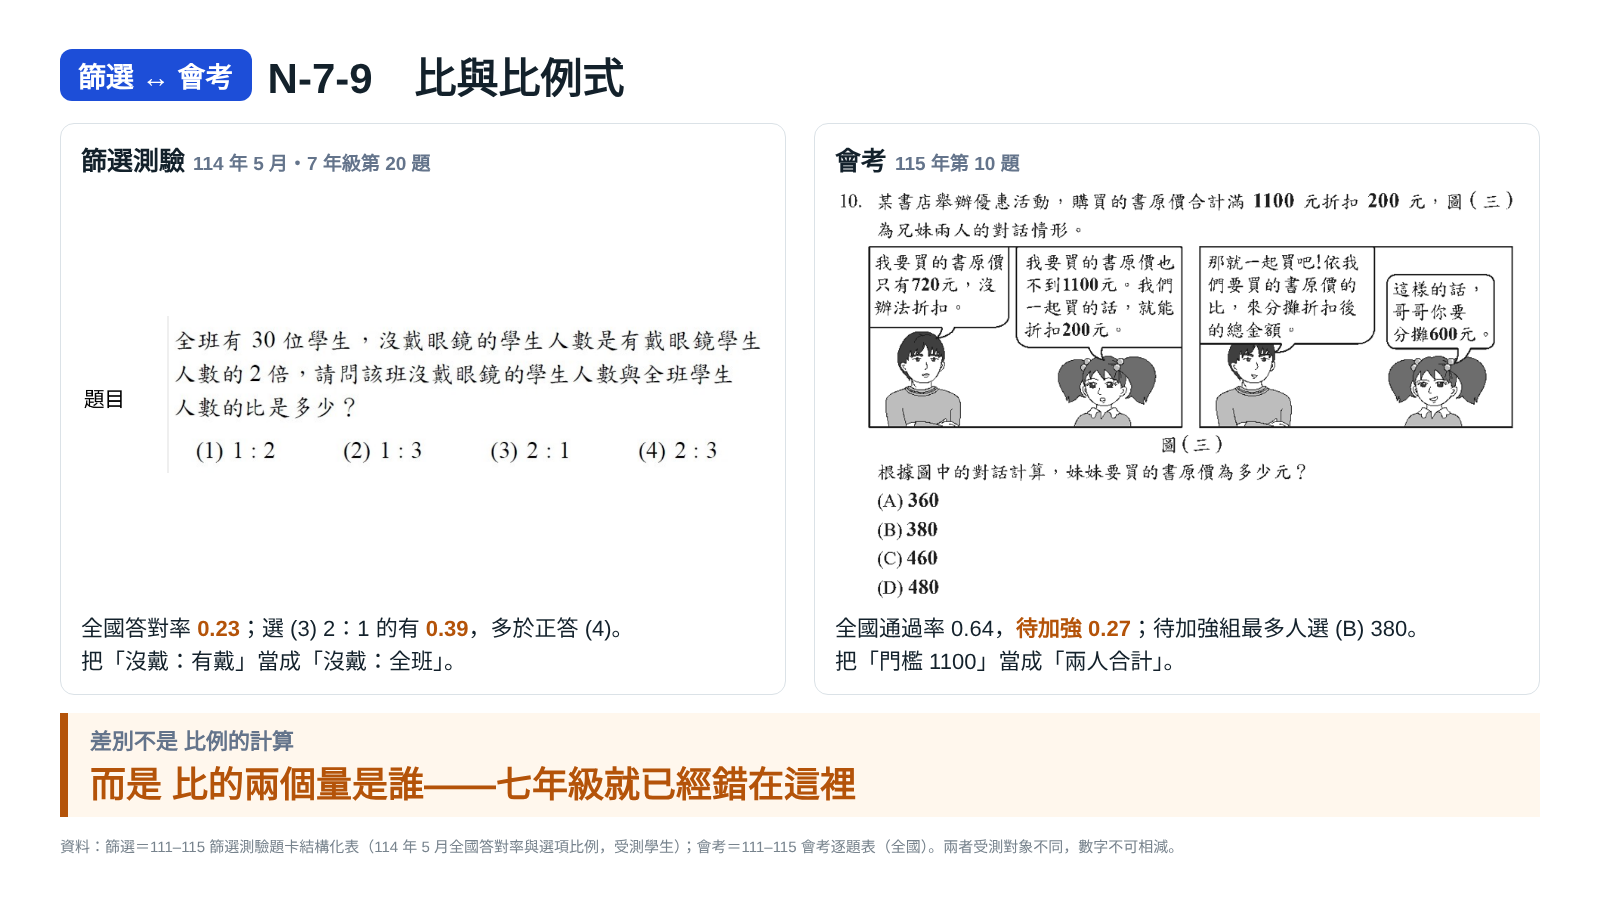 篩選 ↔ 會考 N-7-9 比與比例式
篩選測驗 114 年 5 月・7 年級第 20 題
題目
全班有 30 位學生，沒戴眼鏡的學生人數是有戴眼鏡學生
人數的 2 倍，請問該班沒戴眼鏡的學生人數與全班學生
人數的比是多少？
(1) 1 : 2 (2) 1 : 3 (3) 2 : 1 (4) 2 : 3
全國答對率 0.23；選 (3) 2：1 的有 0.39，多於正答 (4)。
把「沒戴：有戴」當成「沒戴：全班」。
會考 115 年第 10 題
10. 某書店舉辦優惠活動，購買的書原價合計滿 1100 元折扣 200 元，圖(三)
為兄妹兩人的對話情形。
我要買的書原價
只有720元，沒
辦法折扣。
我要買的書原價也
不到1100元。我們
一起買的話，就能
折扣200元。
那就一起買吧!依我
們要買的書原價的
比，來分攤折扣後
的總金額。
這樣的話，
哥哥你要
分攤600元。
圖(三)
根據圖中的對話計算，妹妹要買的書原價為多少元？
(A) 360
(B) 380
(C) 460
(D) 480
全國通過率 0.64，待加強 0.27；待加強組最多人選 (B) 380。
把「門檻 1100」當成「兩人合計」。
差別不是 比例的計算
而是 比的兩個量是誰——七年級就已經錯在這裡
資料：篩選＝111–115 篩選測驗題卡結構化表（114 年 5 月全國答對率與選項比例，受測學生）；會考＝111–115 會考逐題表（全國）。兩者受測對象不同，數字不可相減。